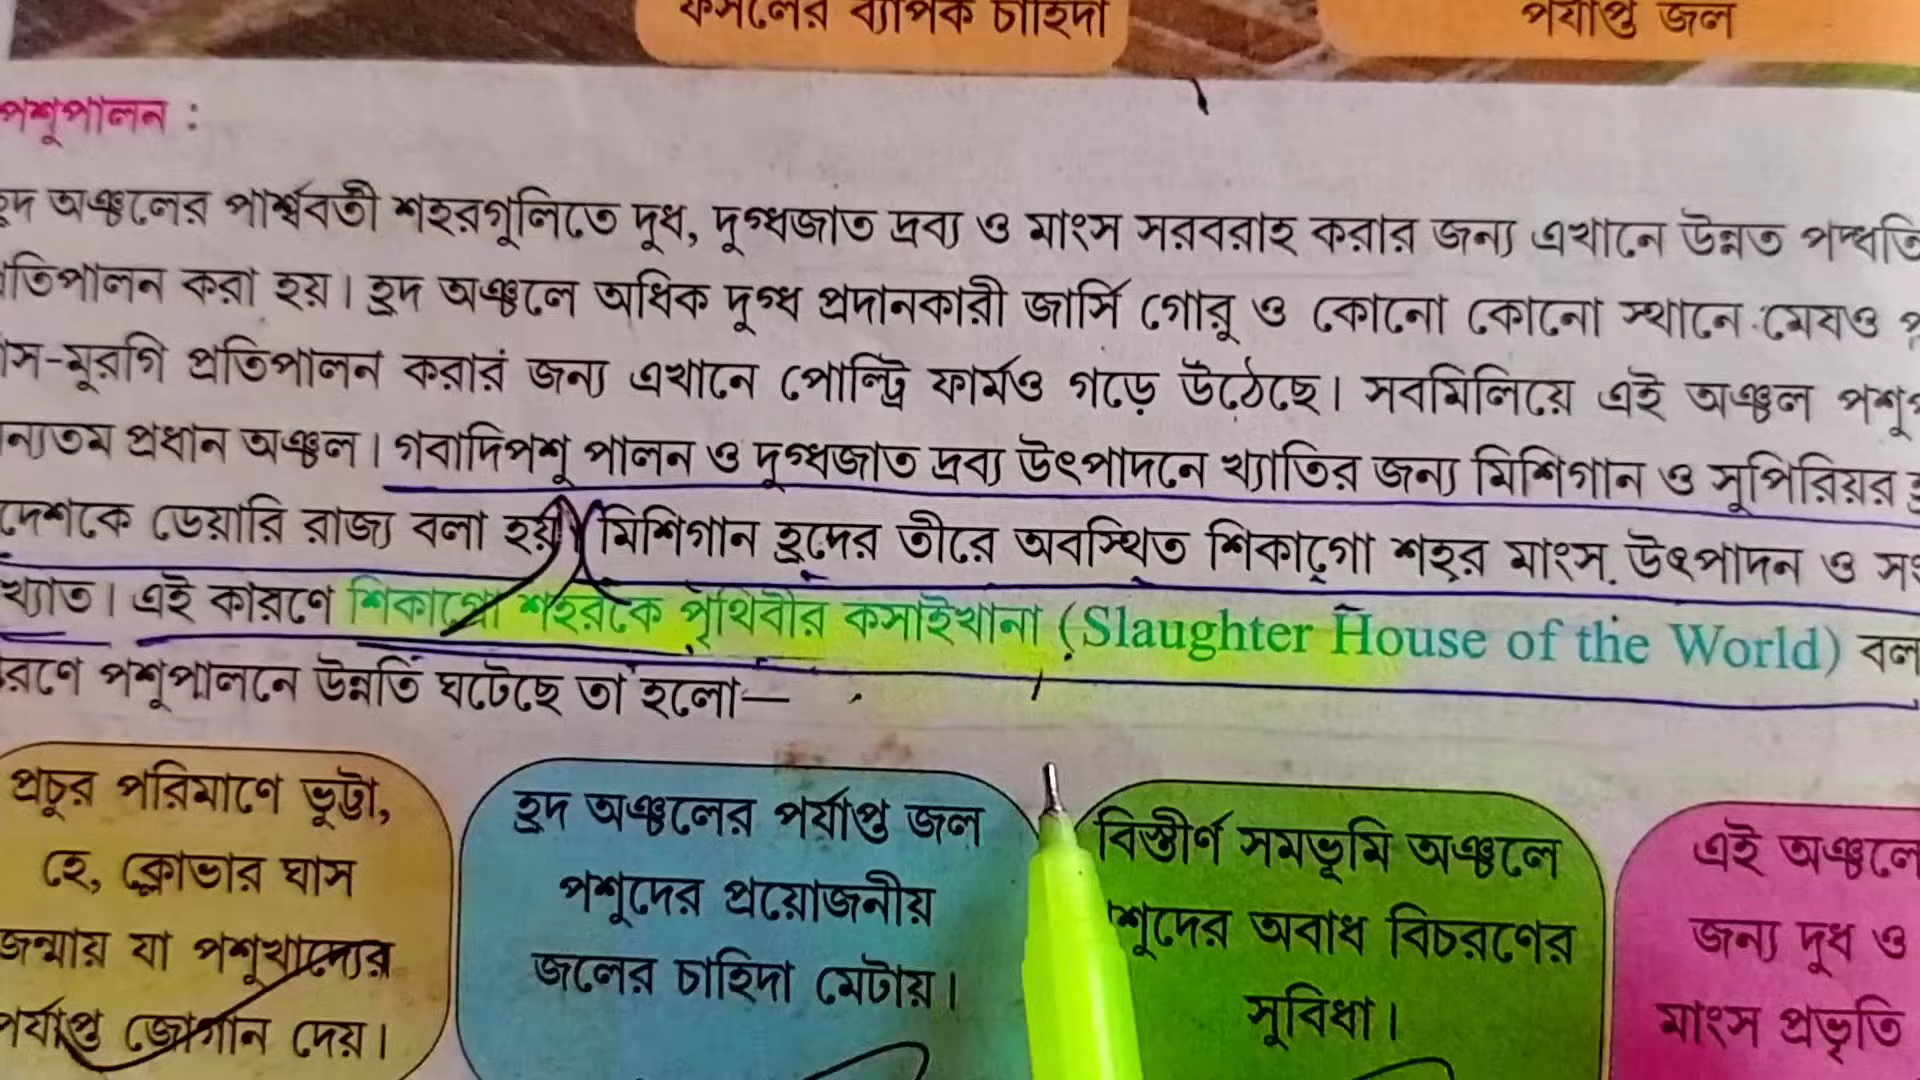 ফসলের ব্যাপক চাহিদা
পর্যাপ্ত জল
পশুপালন :
অঞ্চলের পার্শ্ববর্তী শহরগুলিতে দুধ, দুগ্ধজাত দ্রব্য ও মাংস সরবরাহ করার জন্য এখানে উন্নত পদ্ধতি
তিপালন করা হয়। হ্রদ অঞ্চলে অধিক দুগ্ধ প্রদানকারী জার্সি গোরু ও কোনো কোনো স্থানে মেষও
স-মুরগি প্রতিপালন করার জন্য এখানে পোল্ট্রি ফার্মও গড়ে উঠেছে। সবমিলিয়ে এই অঞ্চল পশু
ন্যতম প্রধান অঞ্চল। গবাদিপশু পালন ও দুগ্ধজাত দ্রব্য উৎপাদনে খ্যাতির জন্য মিশিগান ও সুপিরিয়র
দেশকে ডেয়ারি রাজ্য বলা হয়। মিশিগান হ্রদের তীরে অবস্থিত শিকাগো শহর মাংস উৎপাদন ও
খ্যাত। এই কারণে শিকাগো শহরকে পৃথিবীর কসাইখানা (Slaughter House of the World) বল
রণে পশুপালনে উন্নতি ঘটেছে তা হলো—
প্রচুর পরিমাণে ভুট্টা,
হে, ক্লোভার ঘাস
জন্মায় যা পশুখাদ্যের
পর্যাপ্ত জোগান দেয়।
হ্রদ অঞ্চলের পর্যাপ্ত জল
পশুদের প্রয়োজনীয়
জলের চাহিদা মেটায়।
বিস্তীর্ণ সমভূমি অঞ্চলে
শুদের অবাধ বিচরণের
সুবিধা।
এই অঞ্চলে
জন্য দুধ ও
মাংস প্রভৃতি